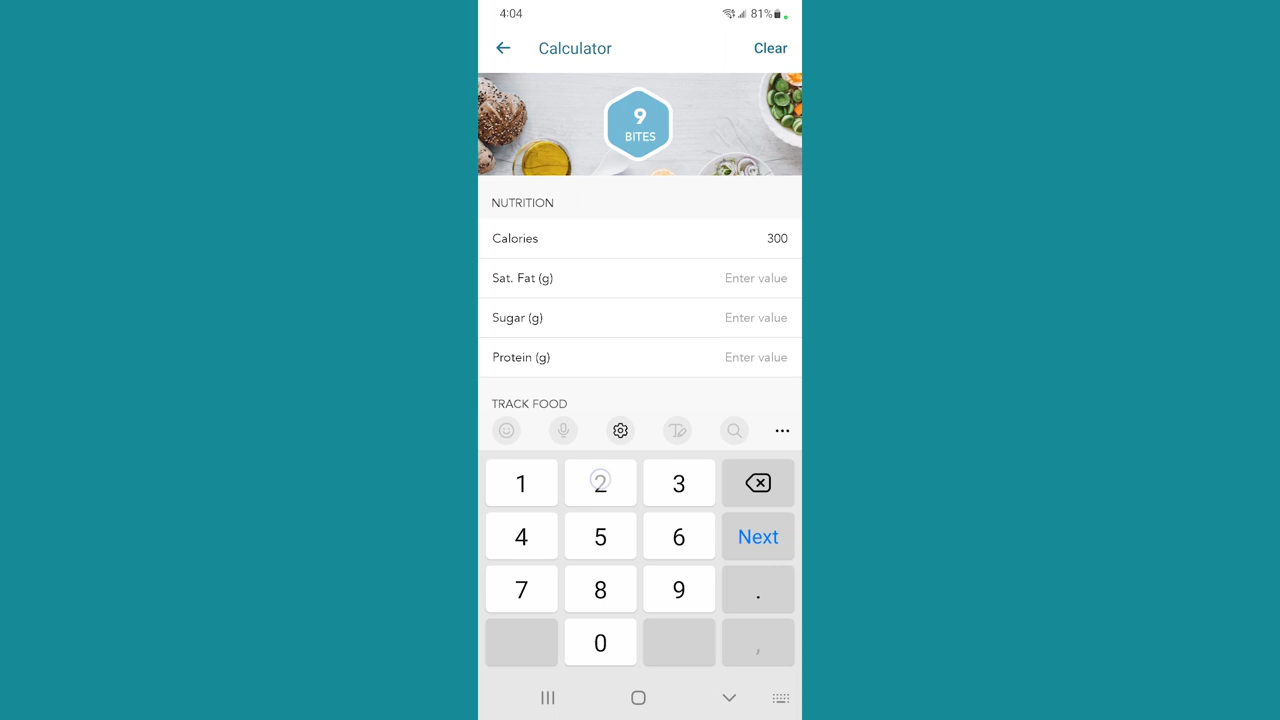 4:04
81%
Calculator
Clear
9
BITES
NUTRITION
Calories 300
Sat. Fat (g) Enter value
Sugar (g) Enter value
Protein (g) Enter value
TRACK FOOD
1 2 3
4 5 6 Next
7 8 9 .
0 ,